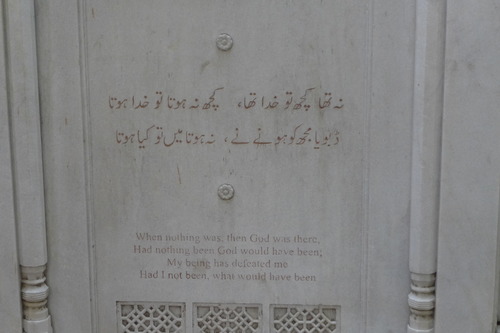 نہ تھا کچھ تو خدا تھا، کچھ نہ ہوتا تو خدا ہوتا
ڈبویا مجھ کو ہونے نے، نہ ہوتا میں تو کیا ہوتا
When nothing was, then God was there,
Had nothing been God would have been;
My being has defeated me
Had I not been, what would have been